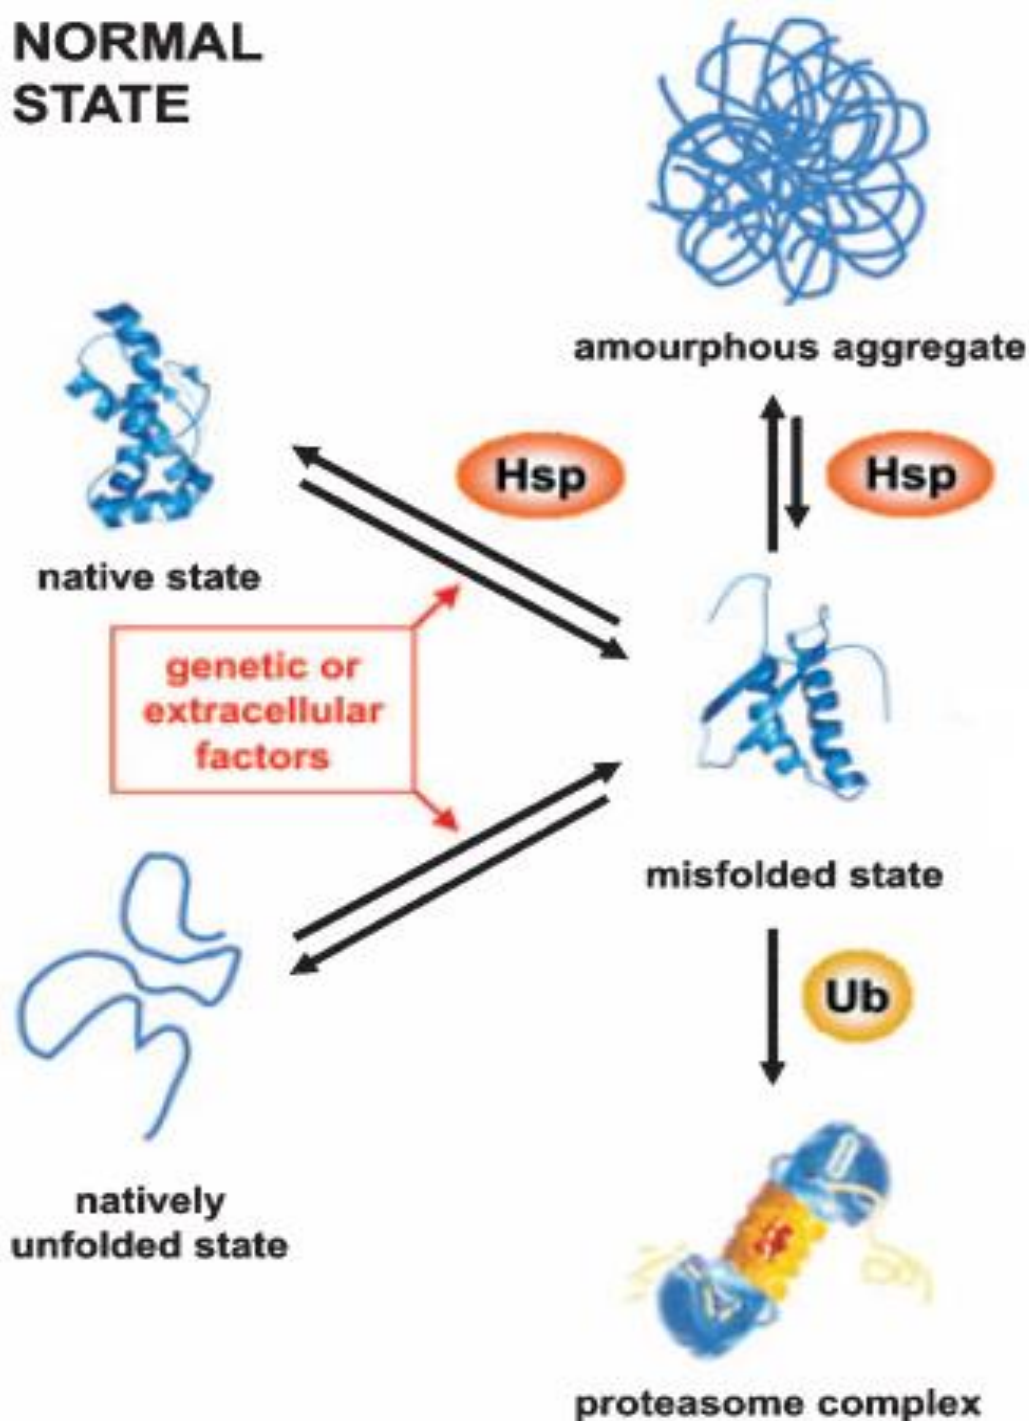 NORMAL
STATE
amourphous aggregate
Hsp
Hsp
native state
genetic or
extracellular
factors
misfolded state
Ub
natively
unfolded state
proteasome complex